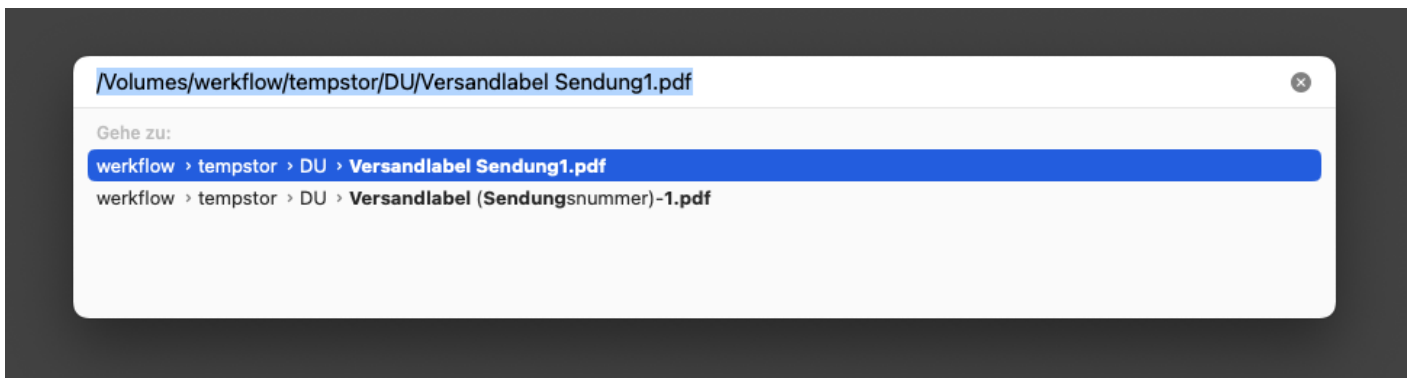 /Volumes/werkflow/tempstor/DU/Versandlabel Sendung1.pdf
Gehe zu:
werkflow › tempstor › DU › Versandlabel Sendung1.pdf
werkflow › tempstor › DU › Versandlabel (Sendungsnummer)-1.pdf